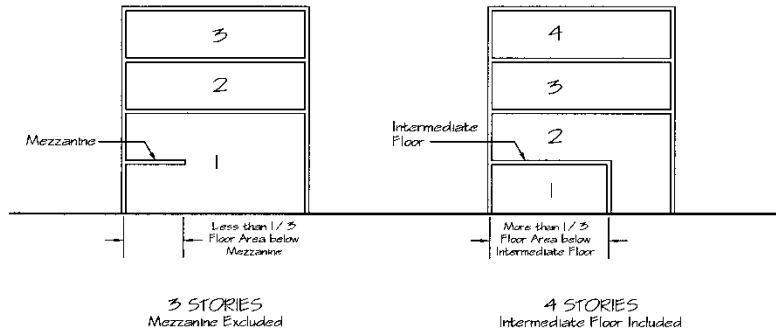 3
2
Mezzanine
1
Less than 1/3
Floor Area below
Mezzanine
3 STORIES
Mezzanine Excluded
4
3
Intermediate
Floor
2
1
More than 1/3
Floor Area below
Intermediate Floor
4 STORIES
Intermediate Floor Included